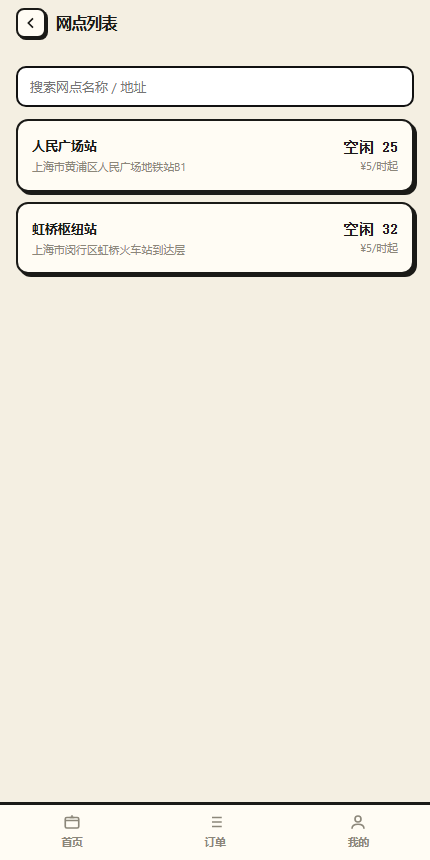 网点列表
搜索网点名称 / 地址
人民广场站
空闲 25
上海市黄浦区人民广场地铁站B1
¥5/时起
虹桥枢纽站
空闲 32
上海市闵行区虹桥火车站到达层
¥5/时起
首页
订单
我的